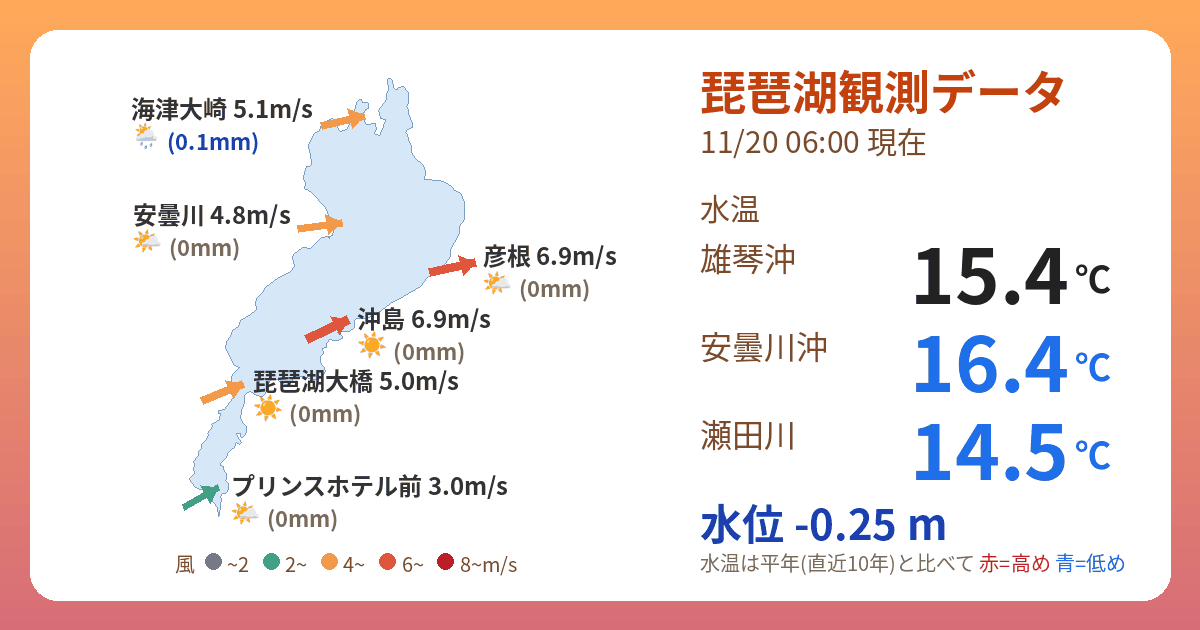 海津大崎 5.1m/s
(0.1mm)
安曇川 4.8m/s
(0mm)
彦根 6.9m/s
(0mm)
沖島 6.9m/s
(0mm)
琵琶湖大橋 5.0m/s
(0mm)
プリンスホテル前 3.0m/s
(0mm)
風 ~2 2~ 4~ 6~ 8~m/s
琵琶湖観測データ
11/20 06:00 現在
水温
雄琴沖 15.4℃
安曇川沖 16.4℃
瀬田川 14.5℃
水位 -0.25 m
水温は平年(直近10年)と比べて 赤=高め 青=低め